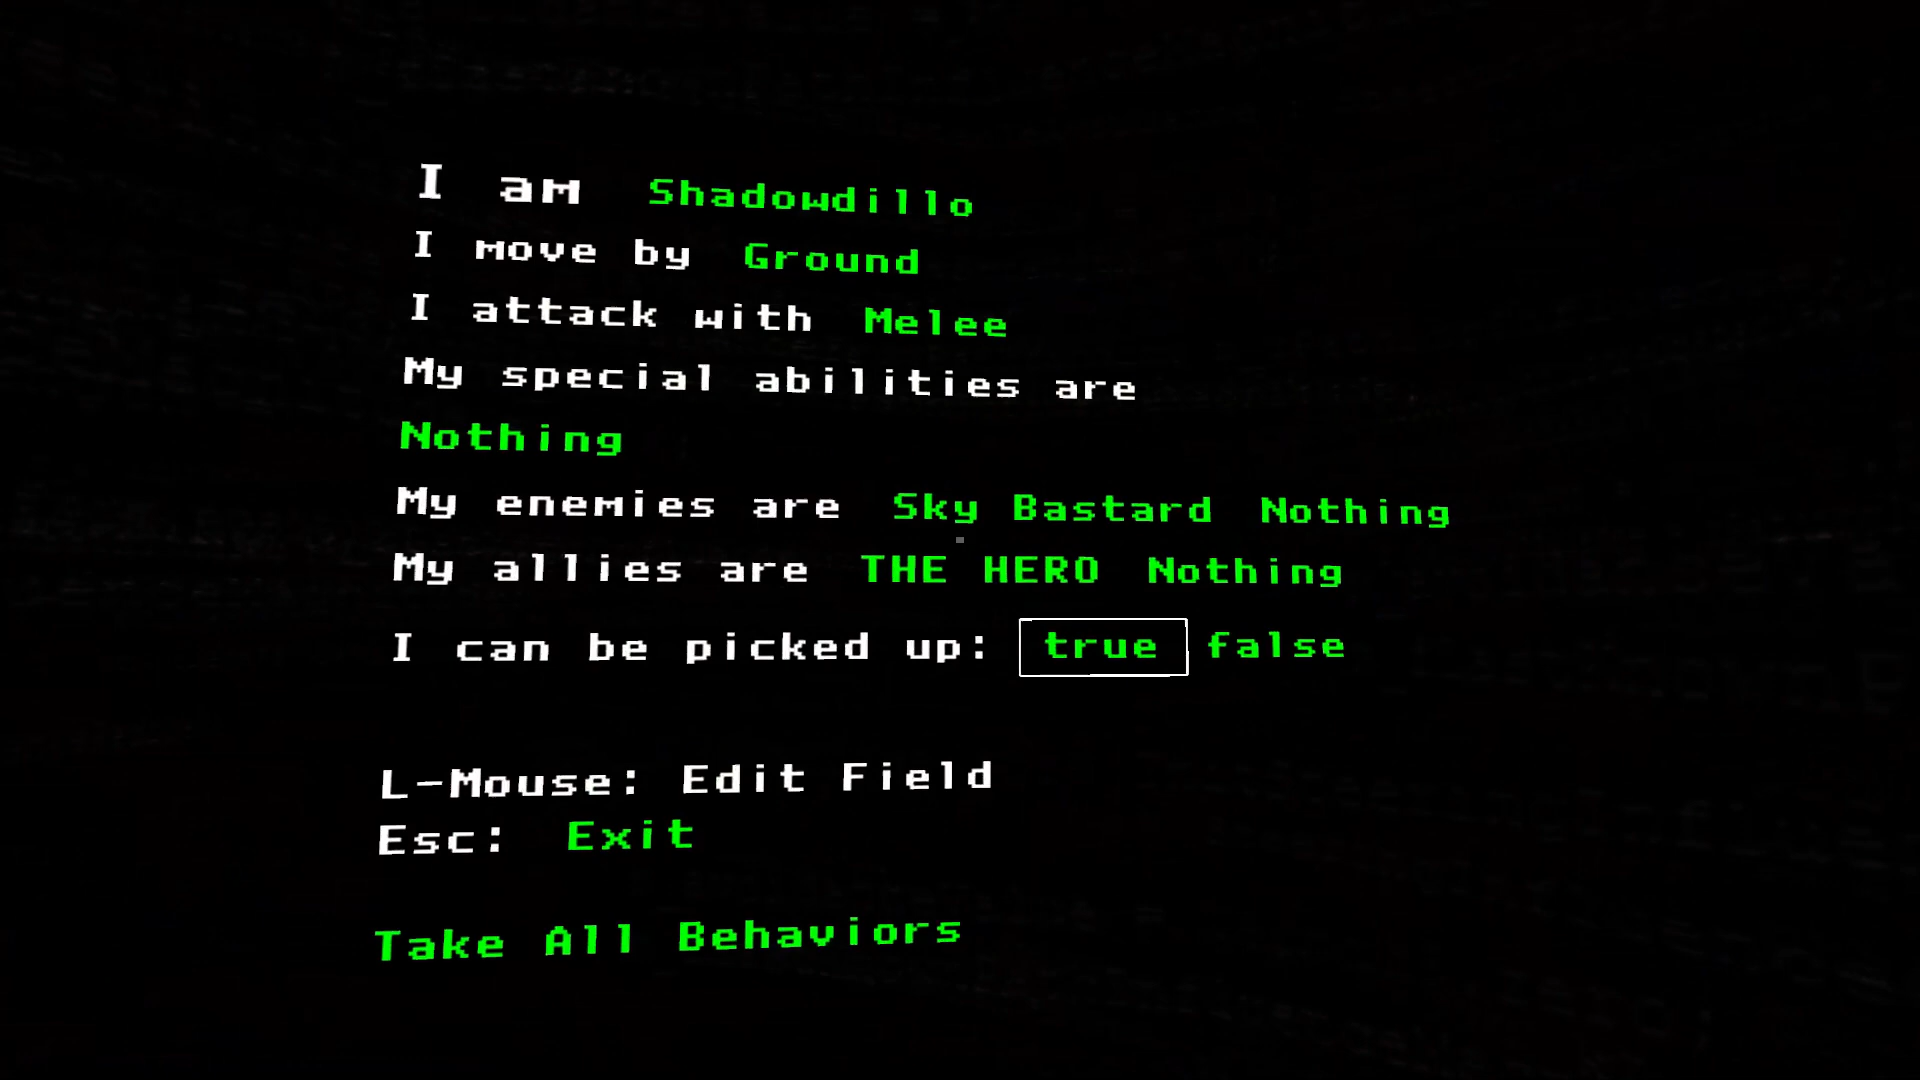 I am Shadowdillo
I move by Ground
I attack with Melee
My special abilities are
Nothing
My enemies are Sky Bastard Nothing
My allies are THE HERO Nothing
I can be picked up: true false
L-Mouse: Edit Field
Esc: Exit
Take All Behaviors